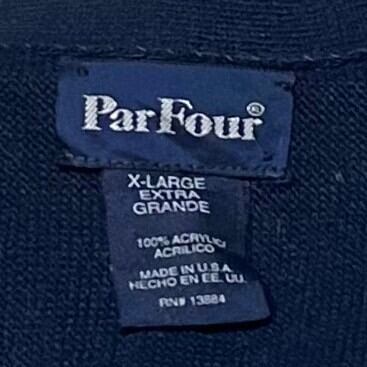 ParFour®
X-LARGE
EXTRA
GRANDE
100% ACRYLIC/
ACRILICO
MADE IN U.S.A.
HECHO EN EE. UU.
RN# 13884